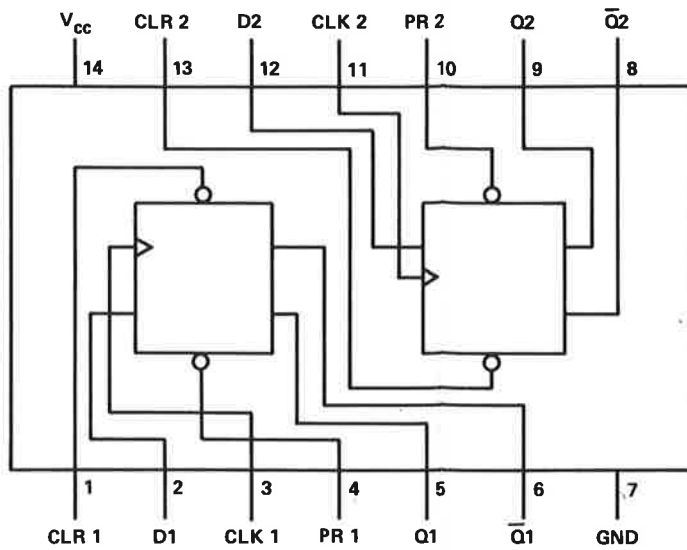 Vcc CLR 2 D2 CLK 2 PR 2 Q2 Q̅2
14 13 12 11 10 9 8
1 2 3 4 5 6 7
CLR 1 D1 CLK 1 PR 1 Q1 Q̅1 GND